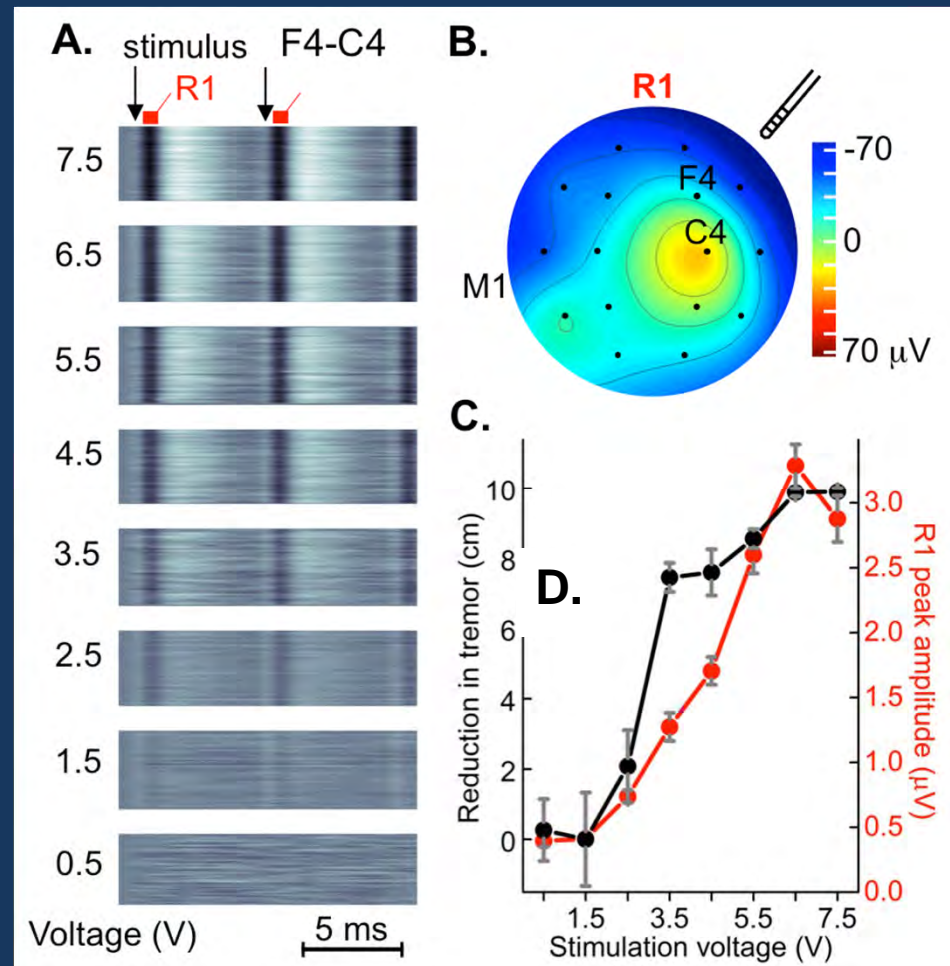 A.
stimulus
F4-C4
R1
7.5
6.5
5.5
4.5
3.5
2.5
1.5
0.5
Voltage (V)
5 ms
B.
R1
F4
C4
M1
-70
0
70 μV
C.
D.
10
8
6
4
2
0
Reduction in tremor (cm)
3.0
2.5
2.0
1.5
1.0
0.5
0.0
R1 peak amplitude (μV)
1.5 3.5 5.5 7.5
Stimulation voltage (V)